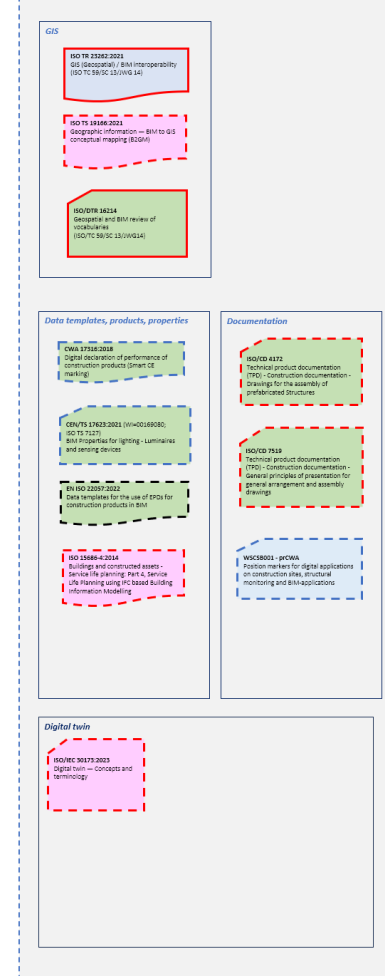 GIS
ISO TR 23262:2021
GIS (Geospatial) / BIM interoperability
(ISO TC 59/SC 13/JWG 14)
ISO TS 19166:2021
Geographic information — BIM to GIS
conceptual mapping (B2GM)
ISO/DTR 16214
Geospatial and BIM review of
vocabularies
(ISO/TC 59/SC 13/JWG14)
Data templates, products, properties
CWA 17316:2018
Digital declaration of performance of
construction products (Smart CE
marking)
CEN/TS 17623:2021 (WI=00169080;
ISO TS 7127)
BIM Properties for lighting - Luminaires
and sensing devices
EN ISO 22057:2022
Data templates for the use of EPDs for
construction products in BIM
ISO 15686-4:2014
Buildings and constructed assets -
Service life planning: Part 4, Service
Life Planning using IFC based Building
Information Modelling
Documentation
ISO/CD 4172
Technical product documentation
(TPD) - Construction documentation -
Drawings for the assembly of
prefabricated Structures
ISO/CD 7519
Technical product documentation
(TPD) - Construction documentation -
General principles of presentation for
general arrangement and assembly
drawings
WSCSB001 - prCWA
Position markers for digital applications
on construction sites, structural
monitoring and BIM-applications
Digital twin
ISO/IEC 30173:2023
Digital twin — Concepts and
terminology